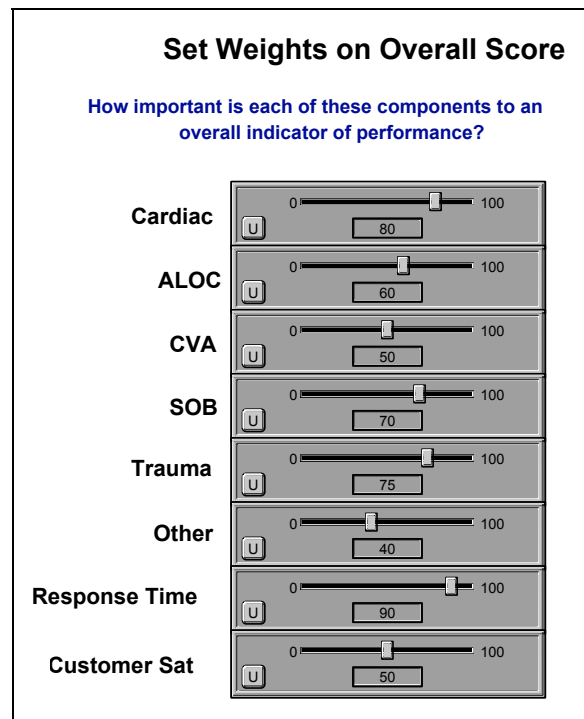 Set Weights on Overall Score
How important is each of these components to an
overall indicator of performance?
Cardiac
0 100
U 80
ALOC
0 100
U 60
CVA
0 100
U 50
SOB
0 100
U 70
Trauma
0 100
U 75
Other
0 100
U 40
Response Time
0 100
U 90
Customer Sat
0 100
U 50